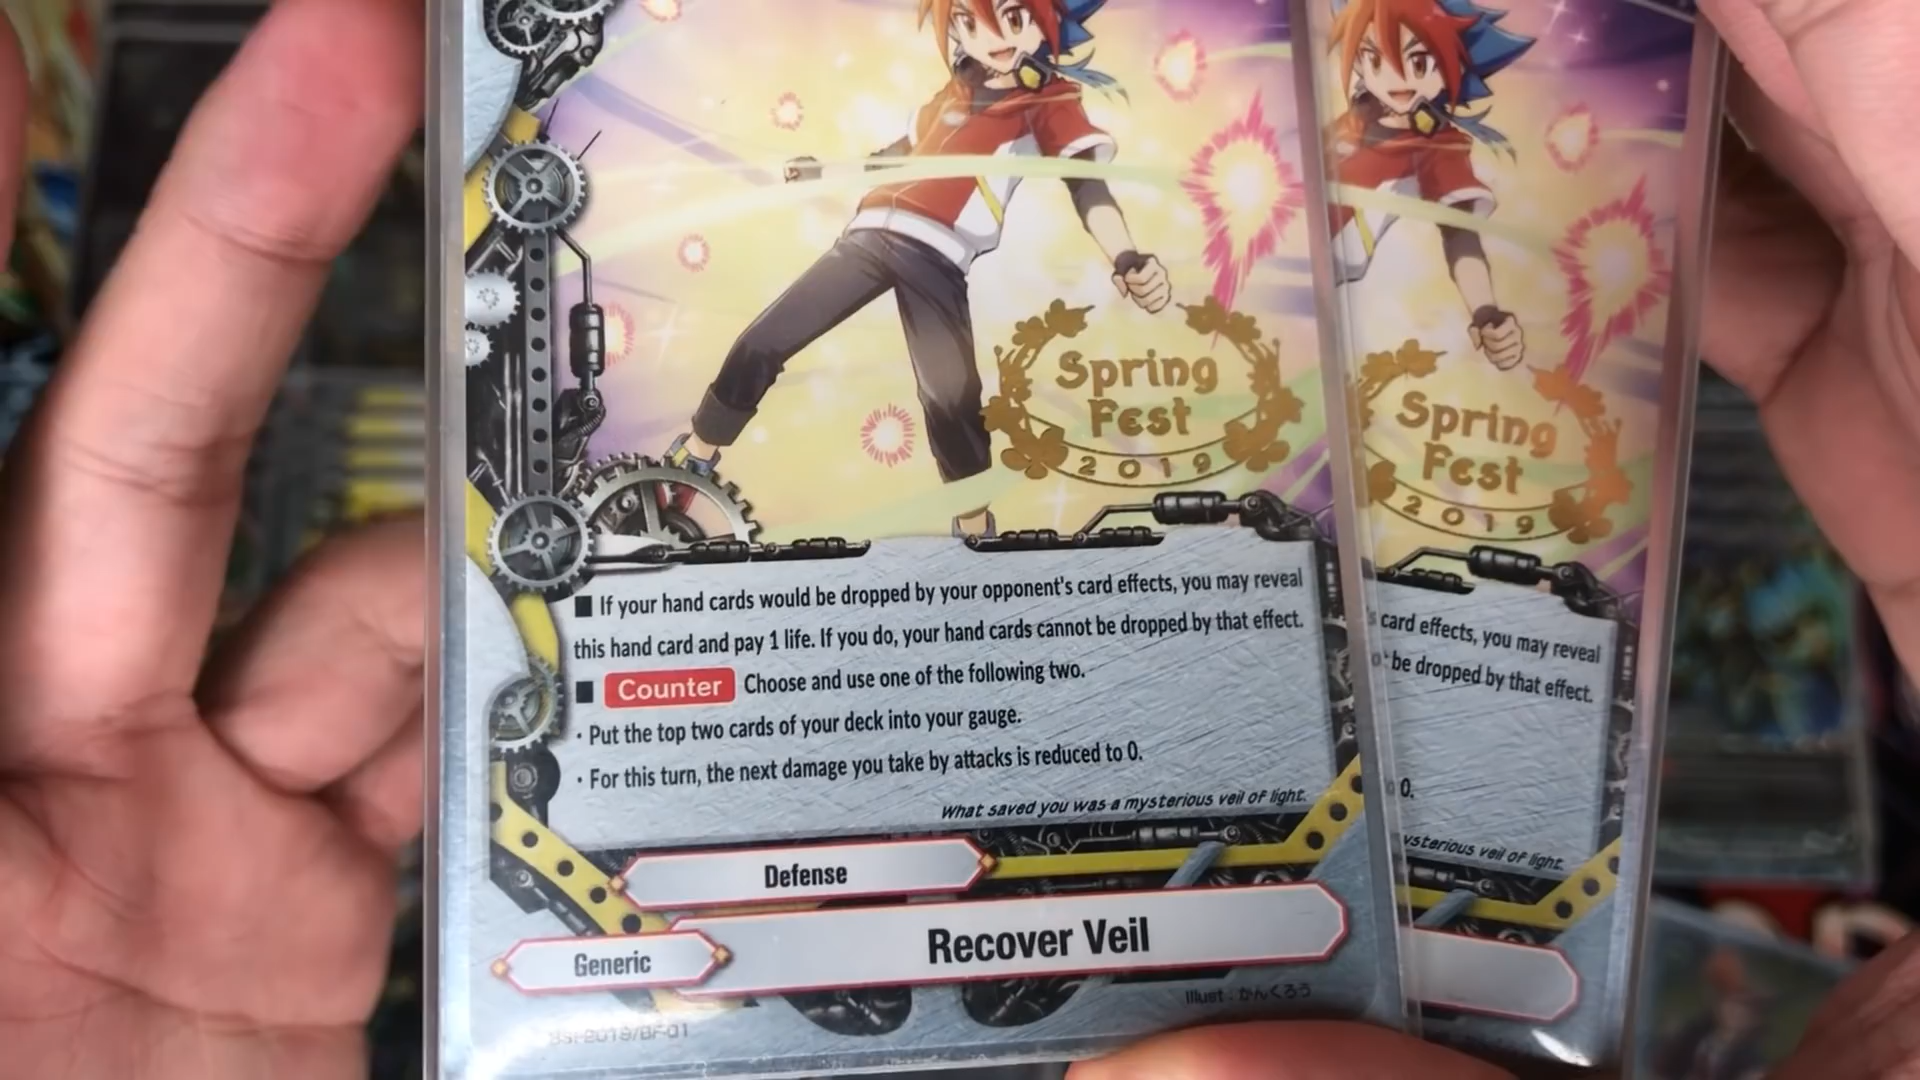 Spring
Fest
2019
■ If your hand cards would be dropped by your opponent's card effects, you may reveal
this hand card and pay 1 life. If you do, your hand cards cannot be dropped by that effect.
■ Counter Choose and use one of the following two.
· Put the top two cards of your deck into your gauge.
· For this turn, the next damage you take by attacks is reduced to 0.
What saved you was a mysterious veil of light.
Defense
Recover Veil
Generic
Illust : かんくろう
Spring
Fest
2019
card effects, you may reveal
be dropped by that effect.
0.
veil of light.